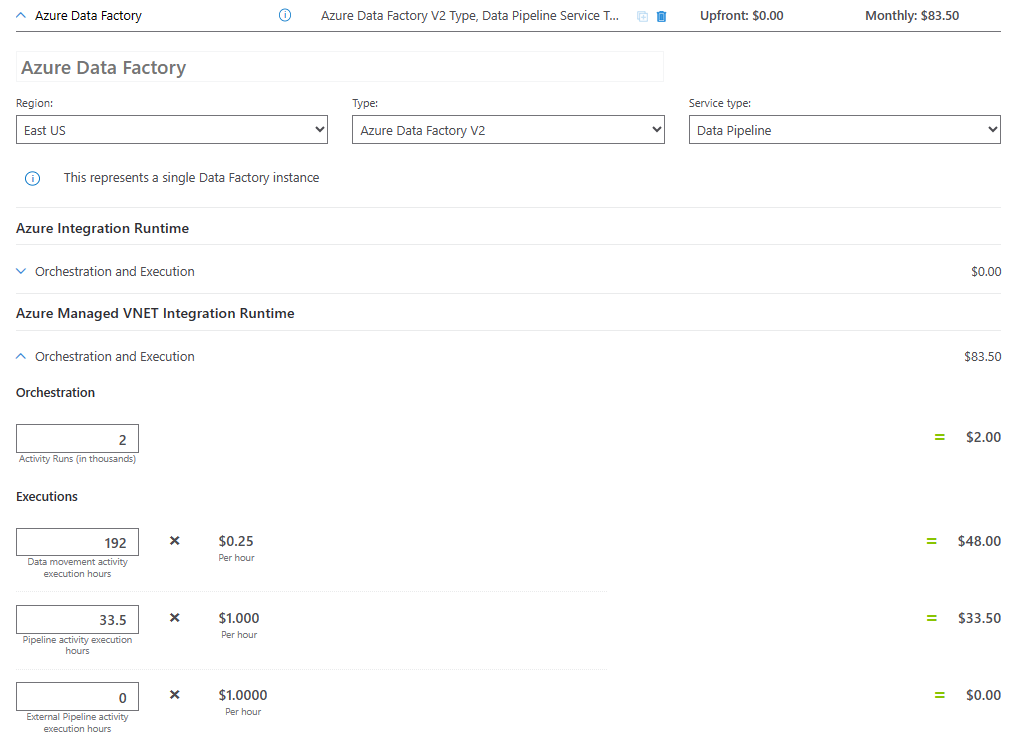 Azure Data Factory
Azure Data Factory V2 Type, Data Pipeline Service T...
Upfront: $0.00
Monthly: $83.50
Azure Data Factory
Region:
Type:
Service type:
East US
Azure Data Factory V2
Data Pipeline
This represents a single Data Factory instance
Azure Integration Runtime
Orchestration and Execution
$0.00
Azure Managed VNET Integration Runtime
Orchestration and Execution
$83.50
Orchestration
2
= $2.00
Activity Runs (in thousands)
Executions
192 × $0.25 = $48.00
Data movement activity
execution hours
Per hour
33.5 × $1.000 = $33.50
Pipeline activity execution
hours
Per hour
0 × $1.0000 = $0.00
External Pipeline activity
execution hours
Per hour